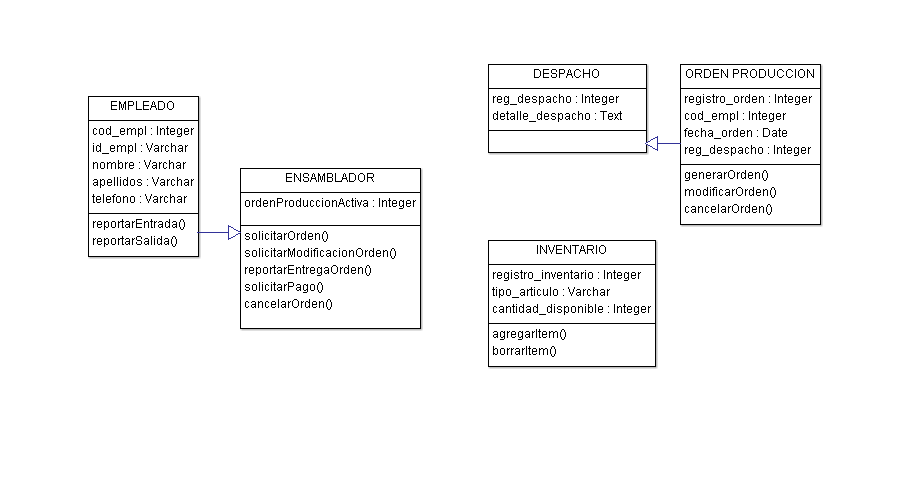 EMPLEADO
cod_empl : Integer
id_empl : Varchar
nombre : Varchar
apellidos : Varchar
telefono : Varchar
reportarEntrada()
reportarSalida()
ENSAMBLADOR
ordenProduccionActiva : Integer
solicitarOrden()
solicitarModificacionOrden()
reportarEntregaOrden()
solicitarPago()
cancelarOrden()
DESPACHO
reg_despacho : Integer
detalle_despacho : Text
ORDEN PRODUCCION
registro_orden : Integer
cod_empl : Integer
fecha_orden : Date
reg_despacho : Integer
generarOrden()
modificarOrden()
cancelarOrden()
INVENTARIO
registro_inventario : Integer
tipo_articulo : Varchar
cantidad_disponible : Integer
agregarItem()
borrarItem()